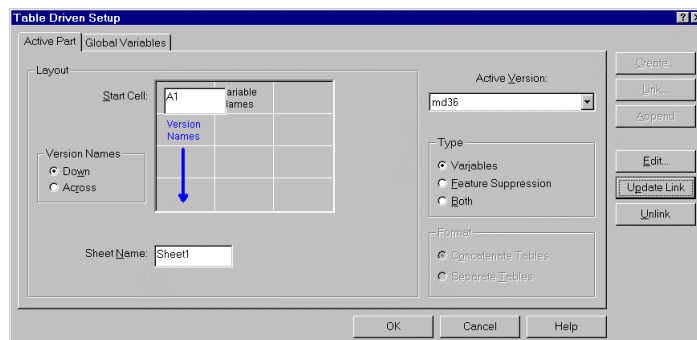 Table Driven Setup
Active Part
Global Variables
Layout
Start Cell:
A1
ariable
lames
Version
Names
Version Names
Down
Across
Sheet Name:
Sheet1
Active Version:
md36
Type
Variables
Feature Suppression
Both
Format
Concatenate Tables
Separate Tables
Create...
Link...
Append
Edit...
Update Link
Unlink
OK
Cancel
Help